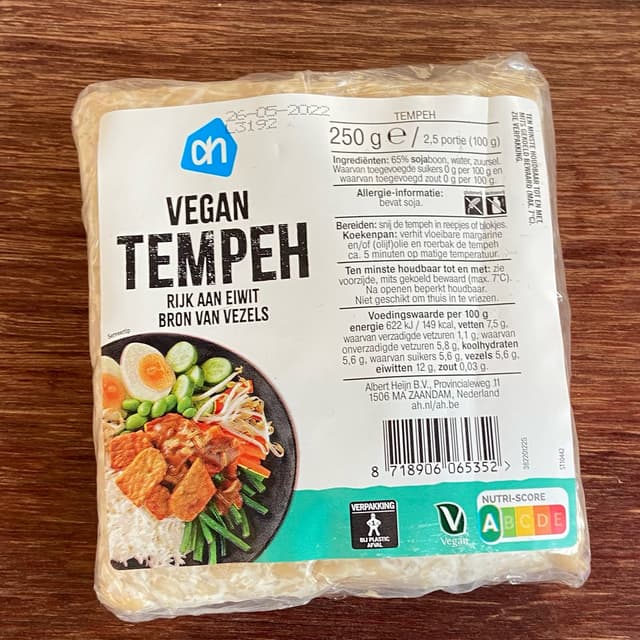 26-05-2022
L3192
ah
VEGAN
TEMPEH
RIJK AAN EIWIT
BRON VAN VEZELS
Serveertip
TEMPEH
250 g e / 2,5 portie (100 g)
Ingrediënten: 65% sojaboon, water, zuursel.
Waarvan toegevoegde suikers 0 g per 100 g en
waarvan toegevoegd zout 0 g per 100 g.
Allergie-informatie:
bevat soja.
Bereiden: snij de tempeh in reepjes of blokjes.
Koekenpan: verhit vloeibare margarine
en/of (olijf)olie en roerbak de tempeh
ca. 5 minuten op matige temperatuur.
Ten minste houdbaar tot en met: zie
voorzijde, mits gekoeld bewaard (max. 7°C).
Na openen beperkt houdbaar.
Niet geschikt om thuis in te vriezen.
Voedingswaarde per 100 g
energie 622 kJ / 149 kcal, vetten 7,5 g,
waarvan verzadigde vetzuren 1,1 g, waarvan
onverzadigde vetzuren 5,8 g, koolhydraten
5,6 g, waarvan suikers 5,6 g, vezels 5,6 g,
eiwitten 12 g, zout 0,03 g.
Albert Heijn B.V., Provincialeweg 11
1506 MA ZAANDAM, Nederland
ah.nl/ah.be
8 718906 065352 >
TEN MINSTE HOUDBAAR TOT EN MET,
MITS GEKOELD BEWAARD (MAX. 7°C),
ZIE VERPAKKING.
362201225
ST10442
VERPAKKING
BIJ PLASTIC
AFVAL
V
Vegan
NUTRI-SCORE
A B C D E